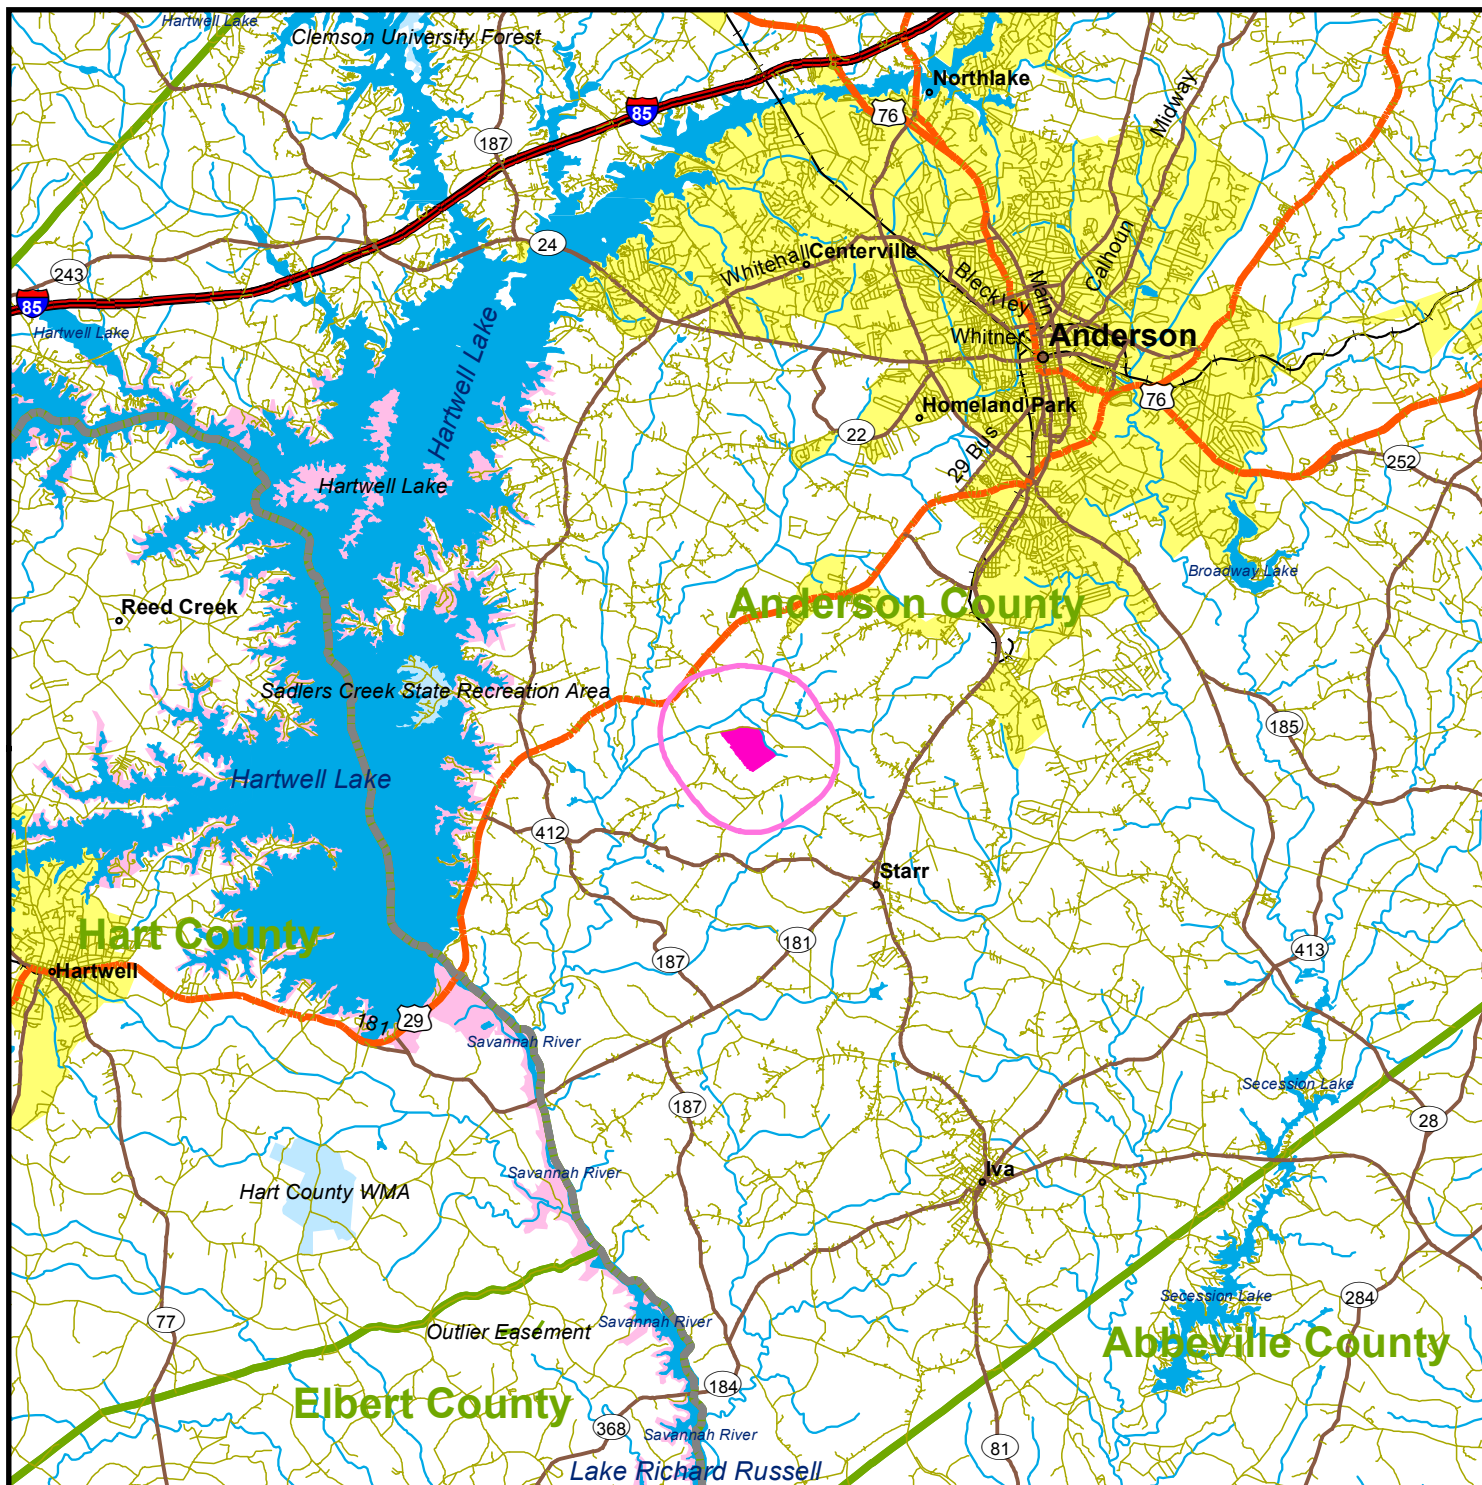 Hartwell Lake
Clemson University Forest
Northlake
85
76
Midway
187
24
Whitehall
Centerville
243
Bleckley
Main
Calhoun
85
Hartwell Lake
Hartwell Lake
Whitner
Anderson
76
Homeland Park
22
29 Bus
252
Hartwell Lake
Broadway Lake
Reed Creek
Anderson County
Sadlers Creek State Recreation Area
185
Hartwell Lake
412
Starr
Hart County
181
413
187
Hartwell
181
29
Savannah River
Secession Lake
187
28
Savannah River
Iva
Hart County WMA
Secession Lake
284
77
Savannah River
Outlier Easement
Abbeville County
184
Elbert County
368
Savannah River
81
Lake Richard Russell